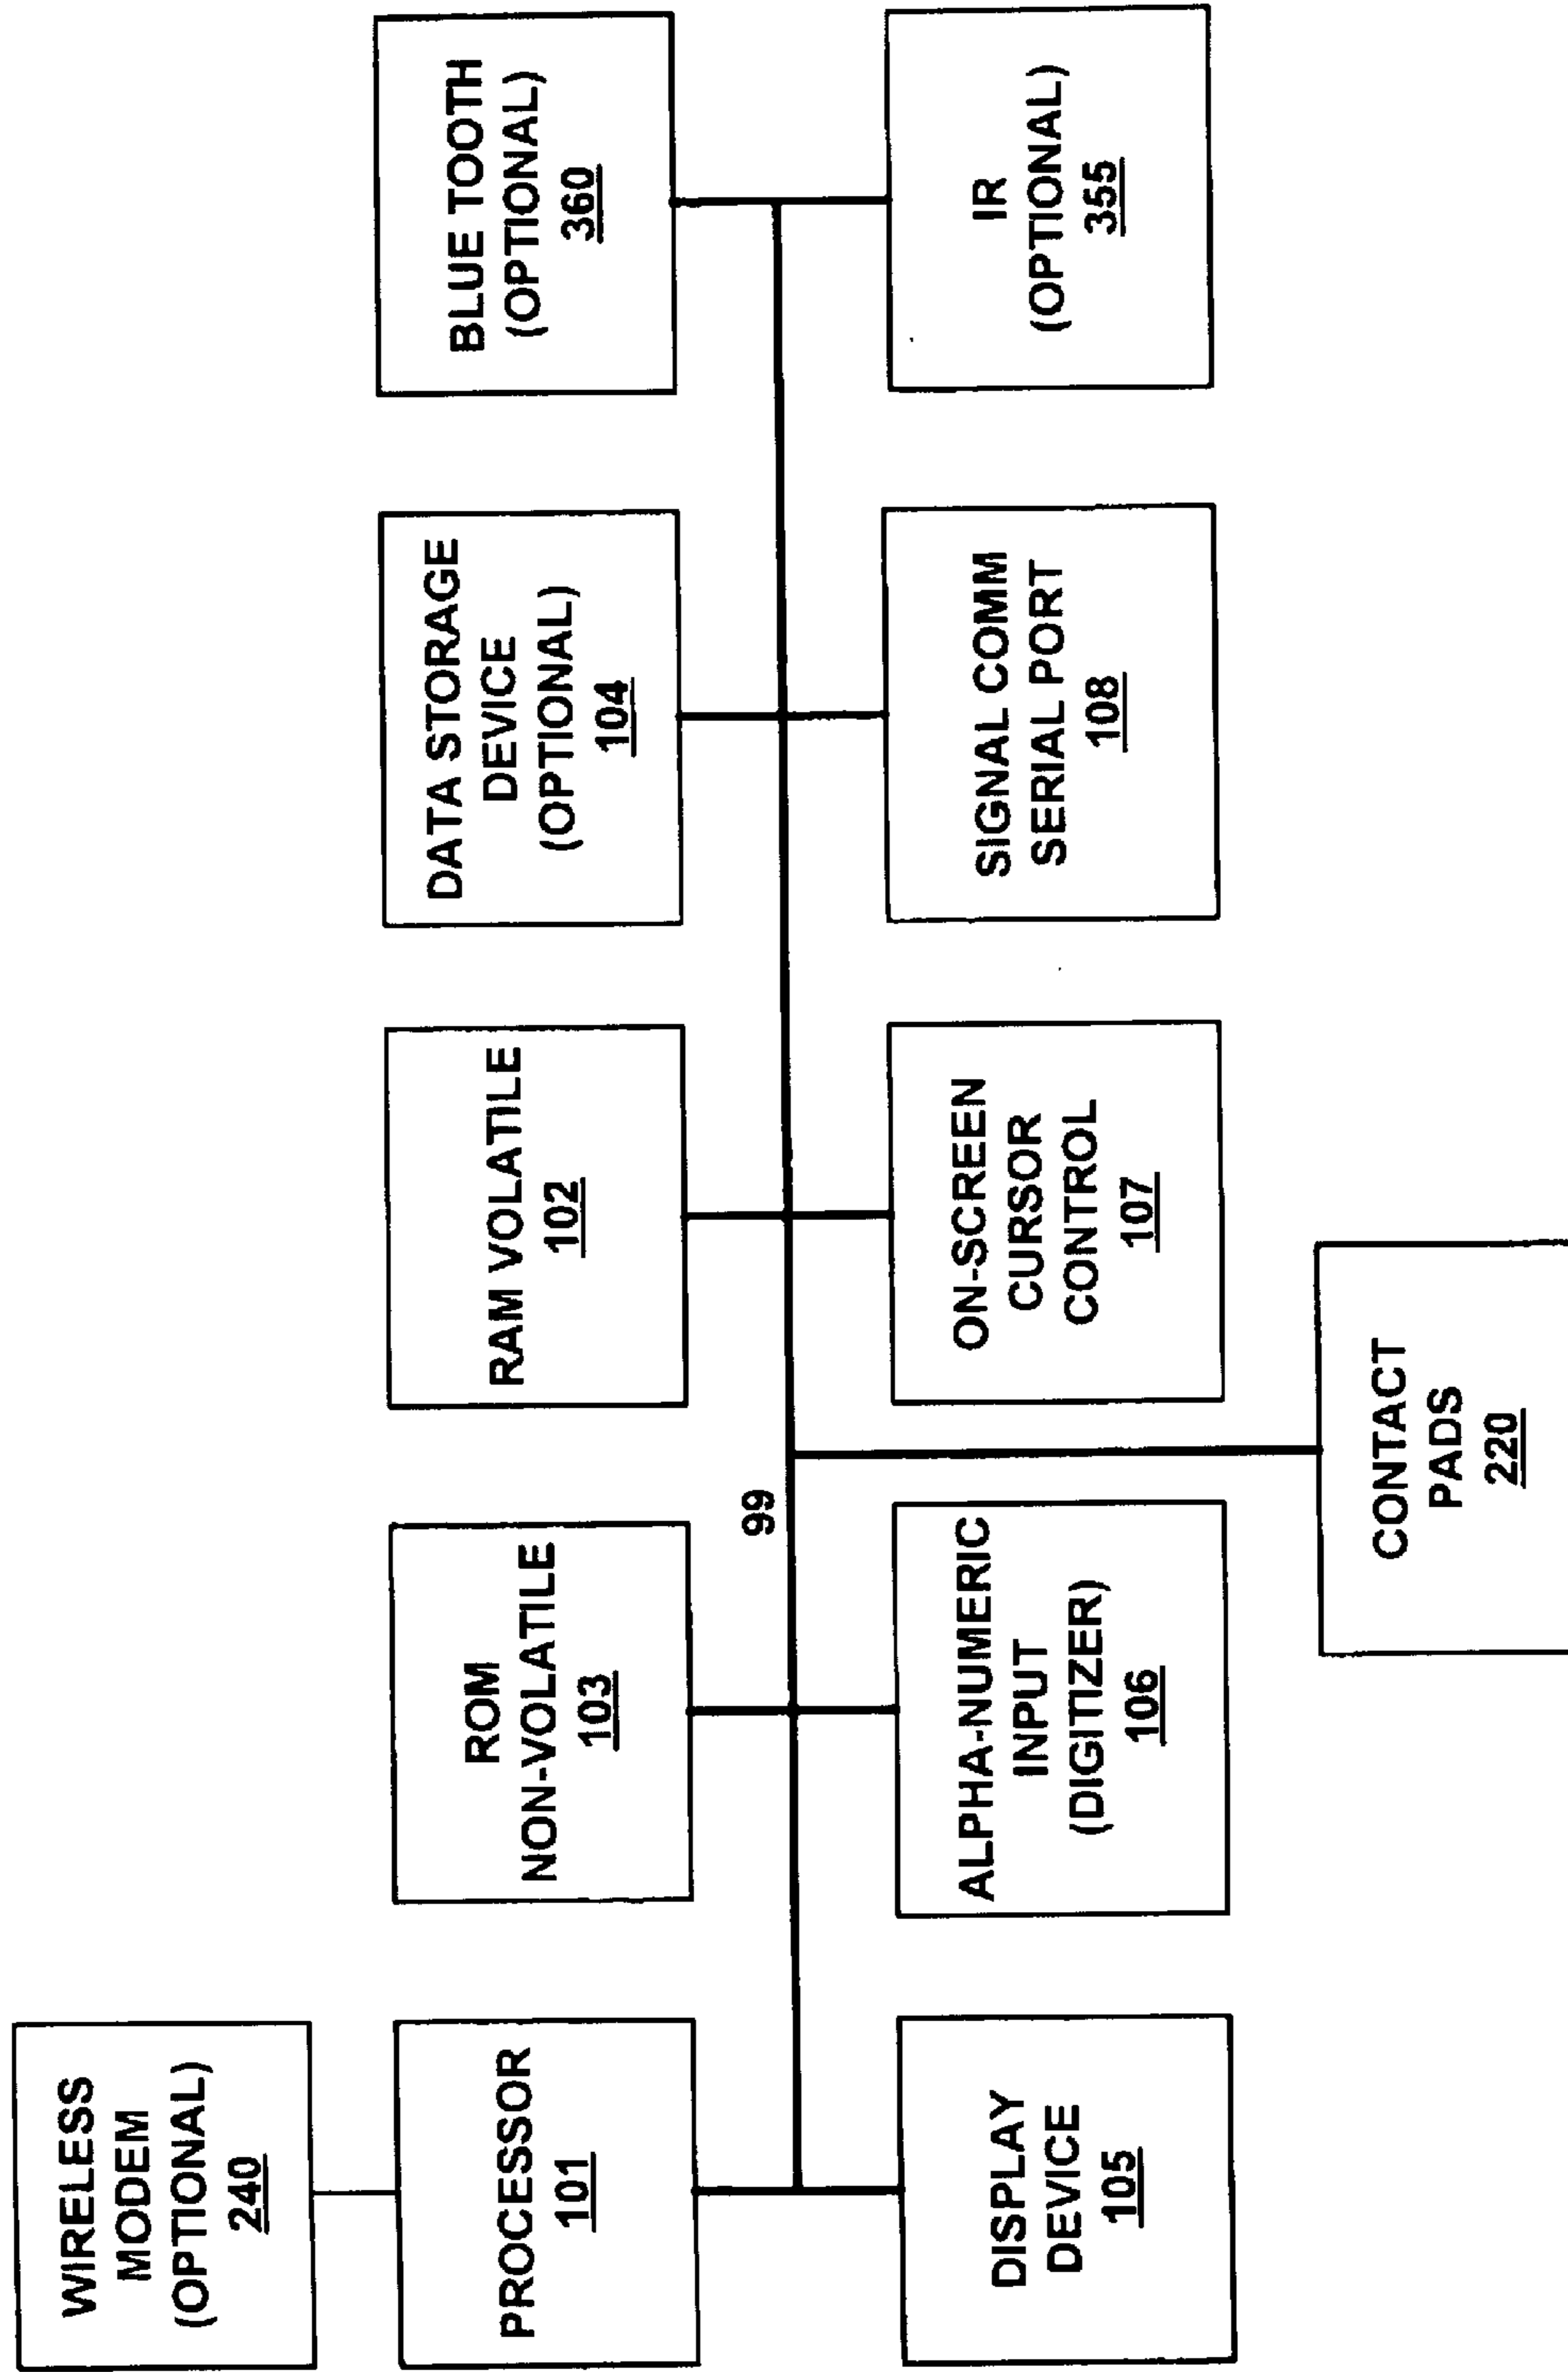 WIRELESS
MODEM
(OPTIONAL)
240
PROCESSOR
101
ROM
NON-VOLATILE
103
RAM VOLATILE
102
DATA STORAGE
DEVICE
(OPTIONAL)
104
BLUE TOOTH
(OPTIONAL)
360
99
DISPLAY
DEVICE
105
ALPHA-NUMERIC
INPUT
(DIGITIZER)
106
ON-SCREEN
CURSOR
CONTROL
107
SIGNAL COMM
SERIAL PORT
108
IR
(OPTIONAL)
355
CONTACT
PADS
220